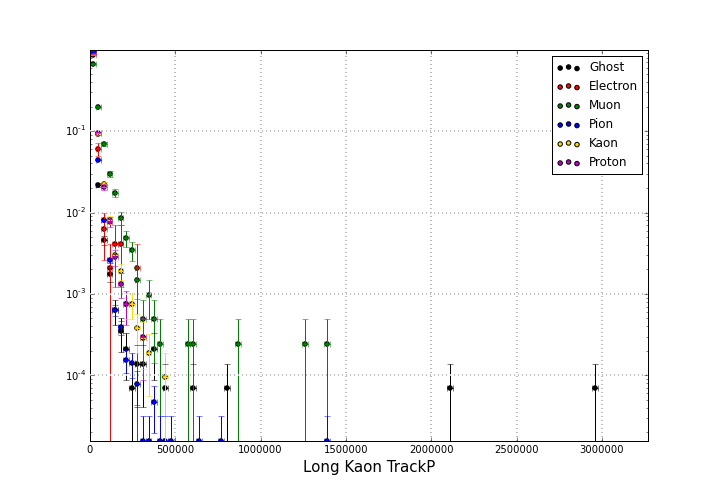 Ghost
Electron
Muon
Pion
Kaon
Proton
10^-1
10^-2
10^-3
10^-4
0 500000 1000000 1500000 2000000 2500000 3000000
Long Kaon TrackP